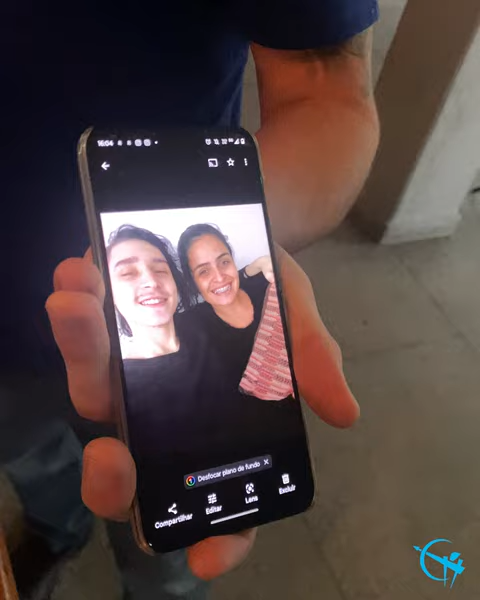 16:04
Desfocar plano de fundo
Compartilhar
Editar
Lens
Excluir